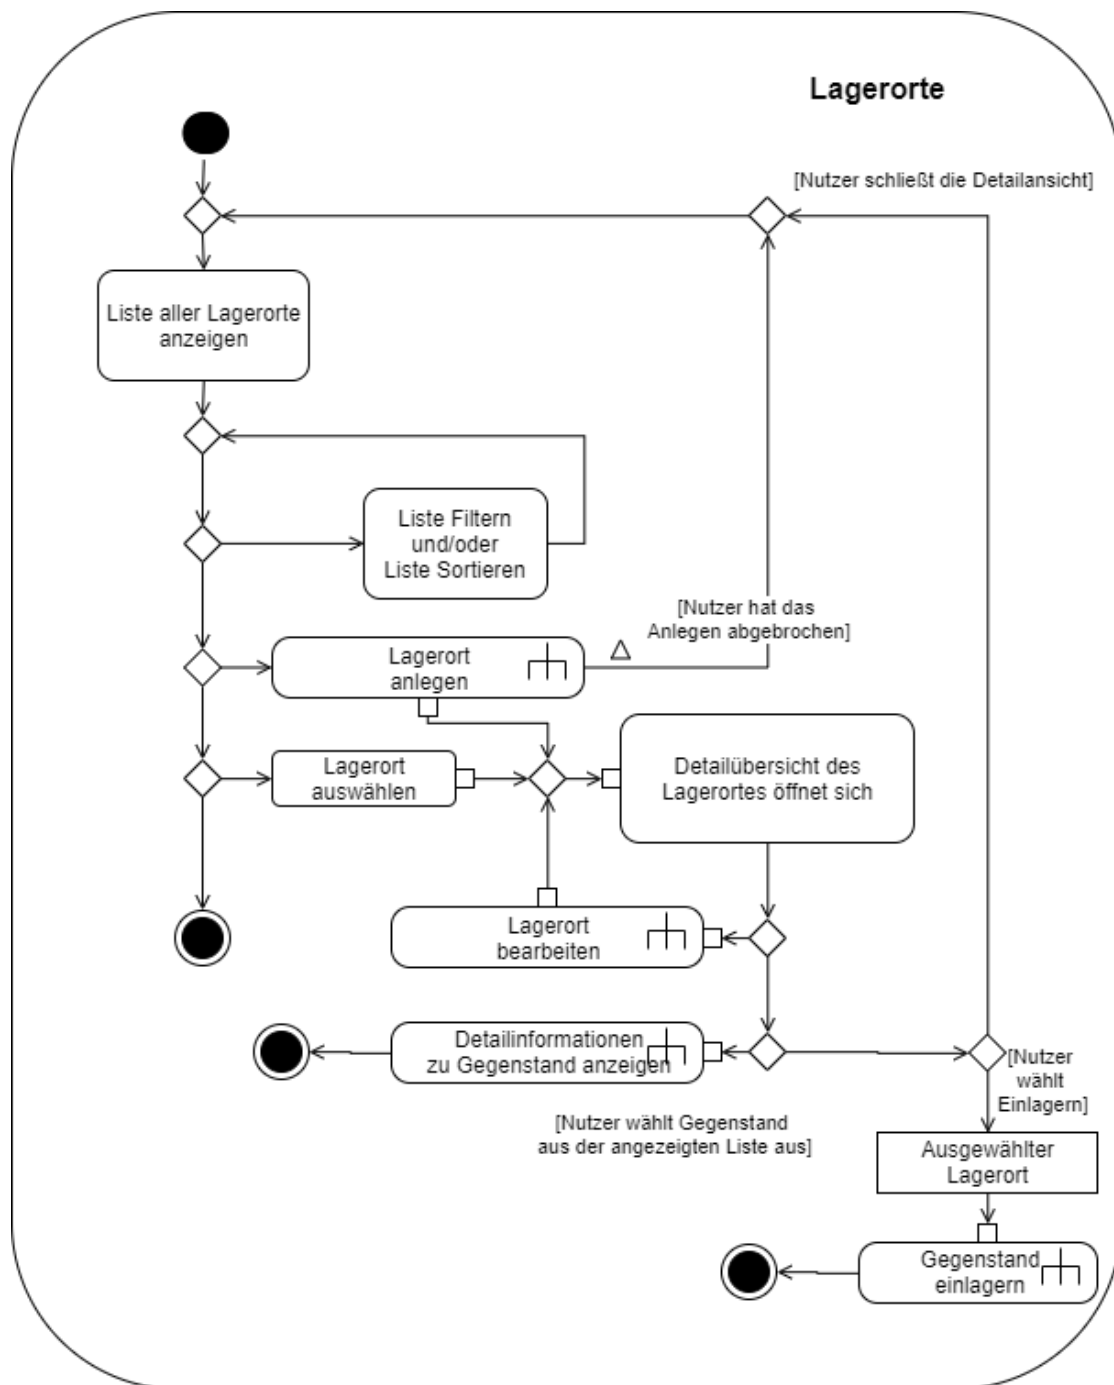 Lagerorte
[Nutzer schließt die Detailansicht]
Liste aller Lagerorte
anzeigen
Liste Filtern
und/oder
Liste Sortieren
[Nutzer hat das
Anlegen abgebrochen]
Lagerort
anlegen
Lagerort
auswählen
Detailübersicht des
Lagerortes öffnet sich
Lagerort
bearbeiten
Detailinformationen
zu Gegenstand anzeigen
[Nutzer
wählt
Einlagern]
[Nutzer wählt Gegenstand
aus der angezeigten Liste aus]
Ausgewählter
Lagerort
Gegenstand
einlagern